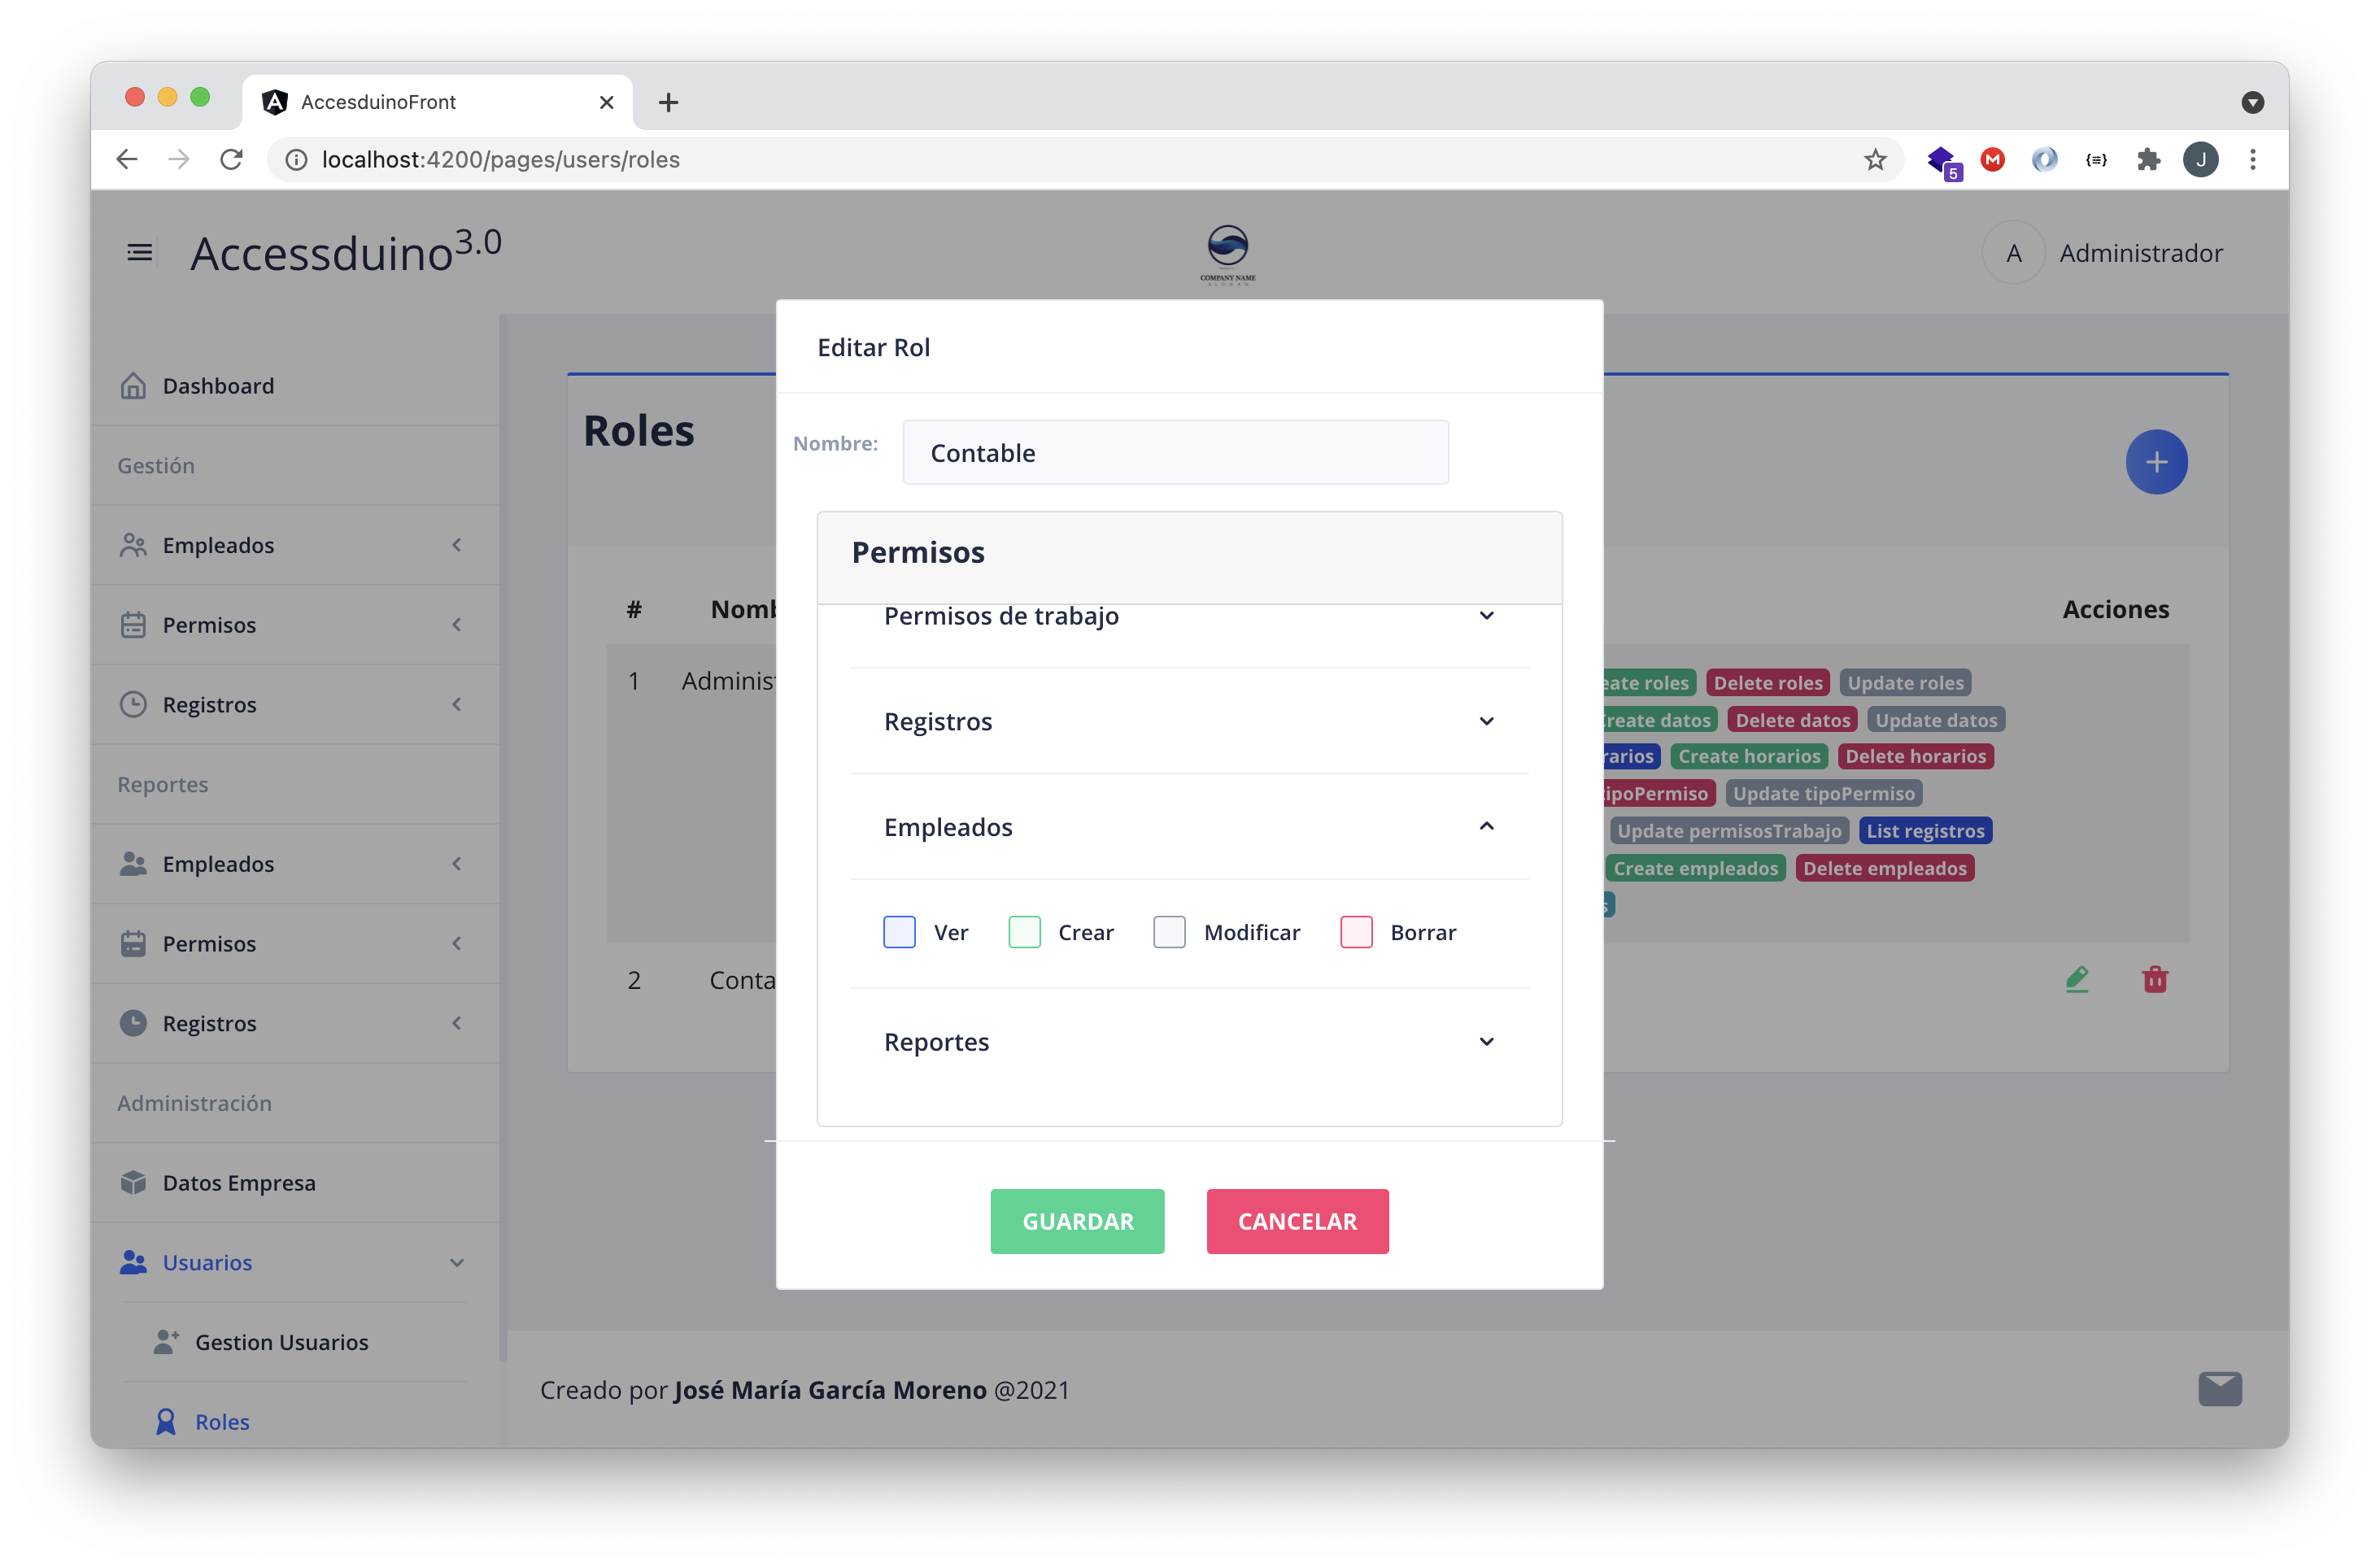 AccesduinoFront
localhost:4200/pages/users/roles
5
M
J
Accessduino3.0
COMPANY NAME
A Administrador
Dashboard
Gestión
Empleados
Permisos
Registros
Reportes
Empleados
Permisos
Registros
Administración
Datos Empresa
Usuarios
Gestion Usuarios
Roles
Roles
# Nomb Acciones
1 Adminis
eate roles Delete roles Update roles
Create datos Delete datos Update datos
rarios Create horarios Delete horarios
ipoPermiso Update tipoPermiso
Update permisosTrabajo List registros
Create empleados Delete empleados
s
2 Conta
Editar Rol
Nombre: Contable
Permisos
Permisos de trabajo
Registros
Empleados
Ver Crear Modificar Borrar
Reportes
GUARDAR CANCELAR
Creado por José María García Moreno @2021